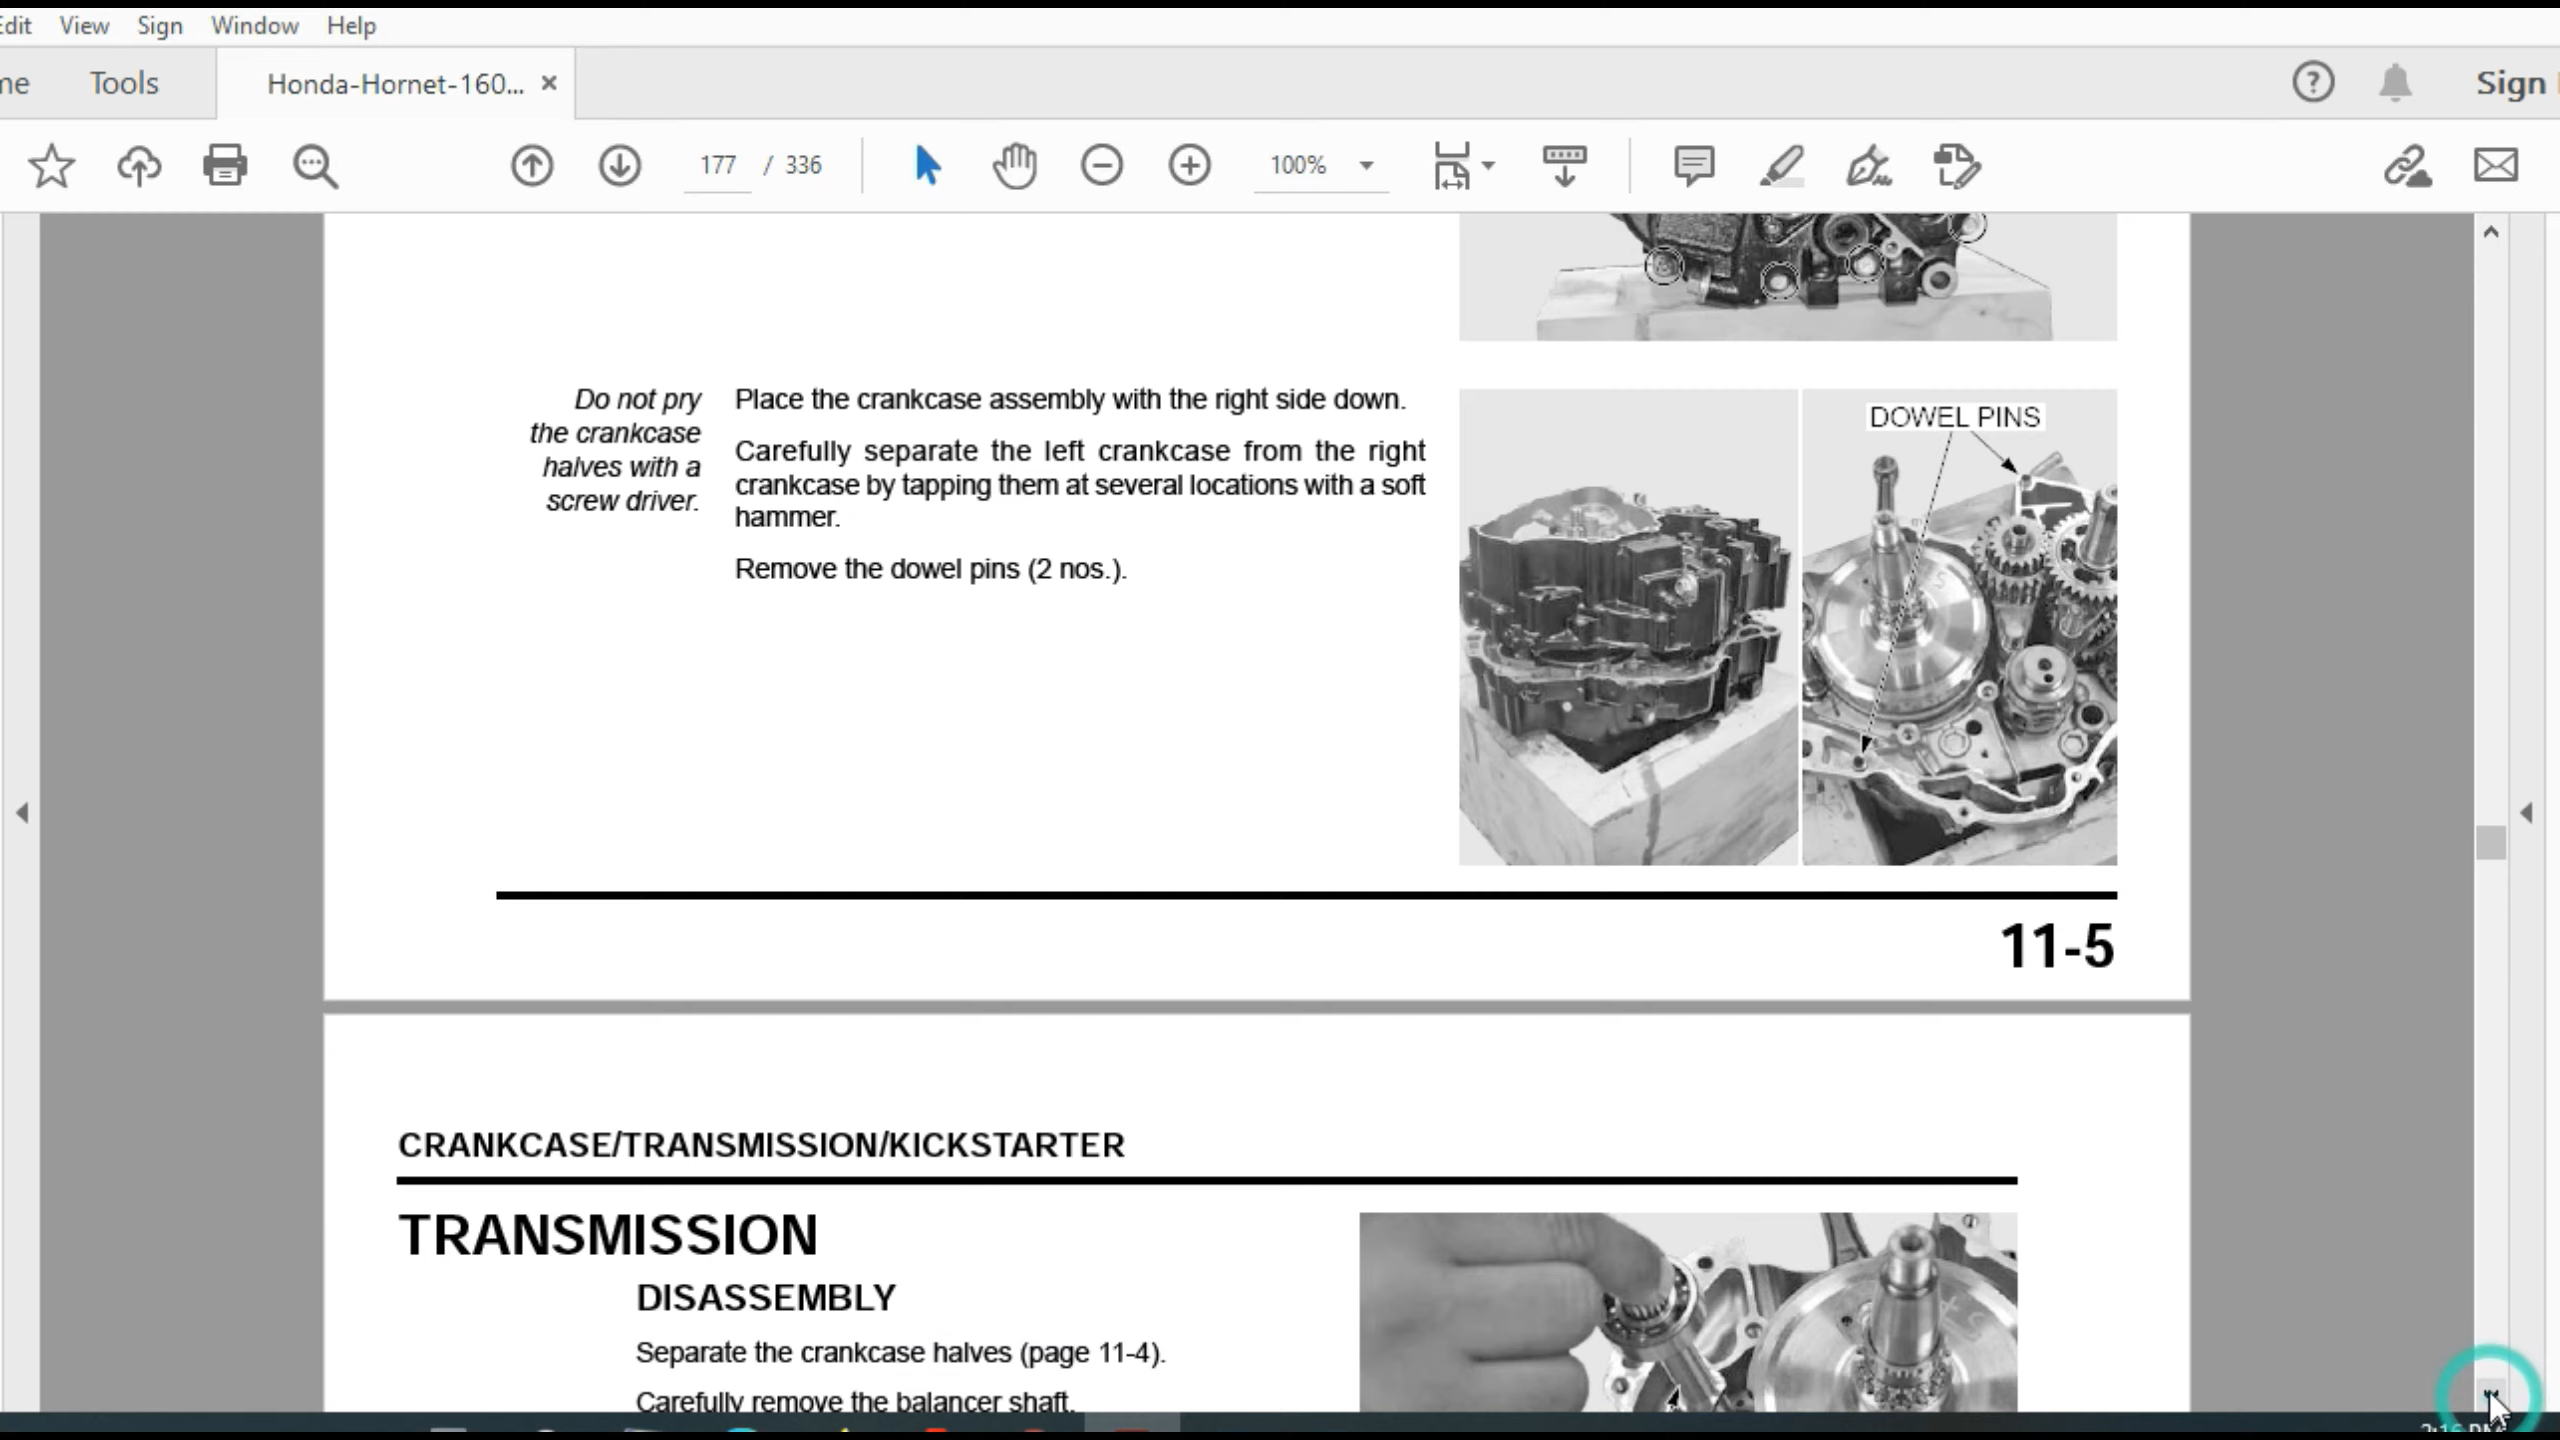 Edit View Sign Window Help
Tools Honda-Hornet-160... × Sign
177 / 336 100%
Do not pry
the crankcase
halves with a
screw driver.
Place the crankcase assembly with the right side down.
Carefully separate the left crankcase from the right
crankcase by tapping them at several locations with a soft
hammer.
Remove the dowel pins (2 nos.).
DOWEL PINS
11-5
CRANKCASE/TRANSMISSION/KICKSTARTER
TRANSMISSION
DISASSEMBLY
Separate the crankcase halves (page 11-4).
Carefully remove the balancer shaft.